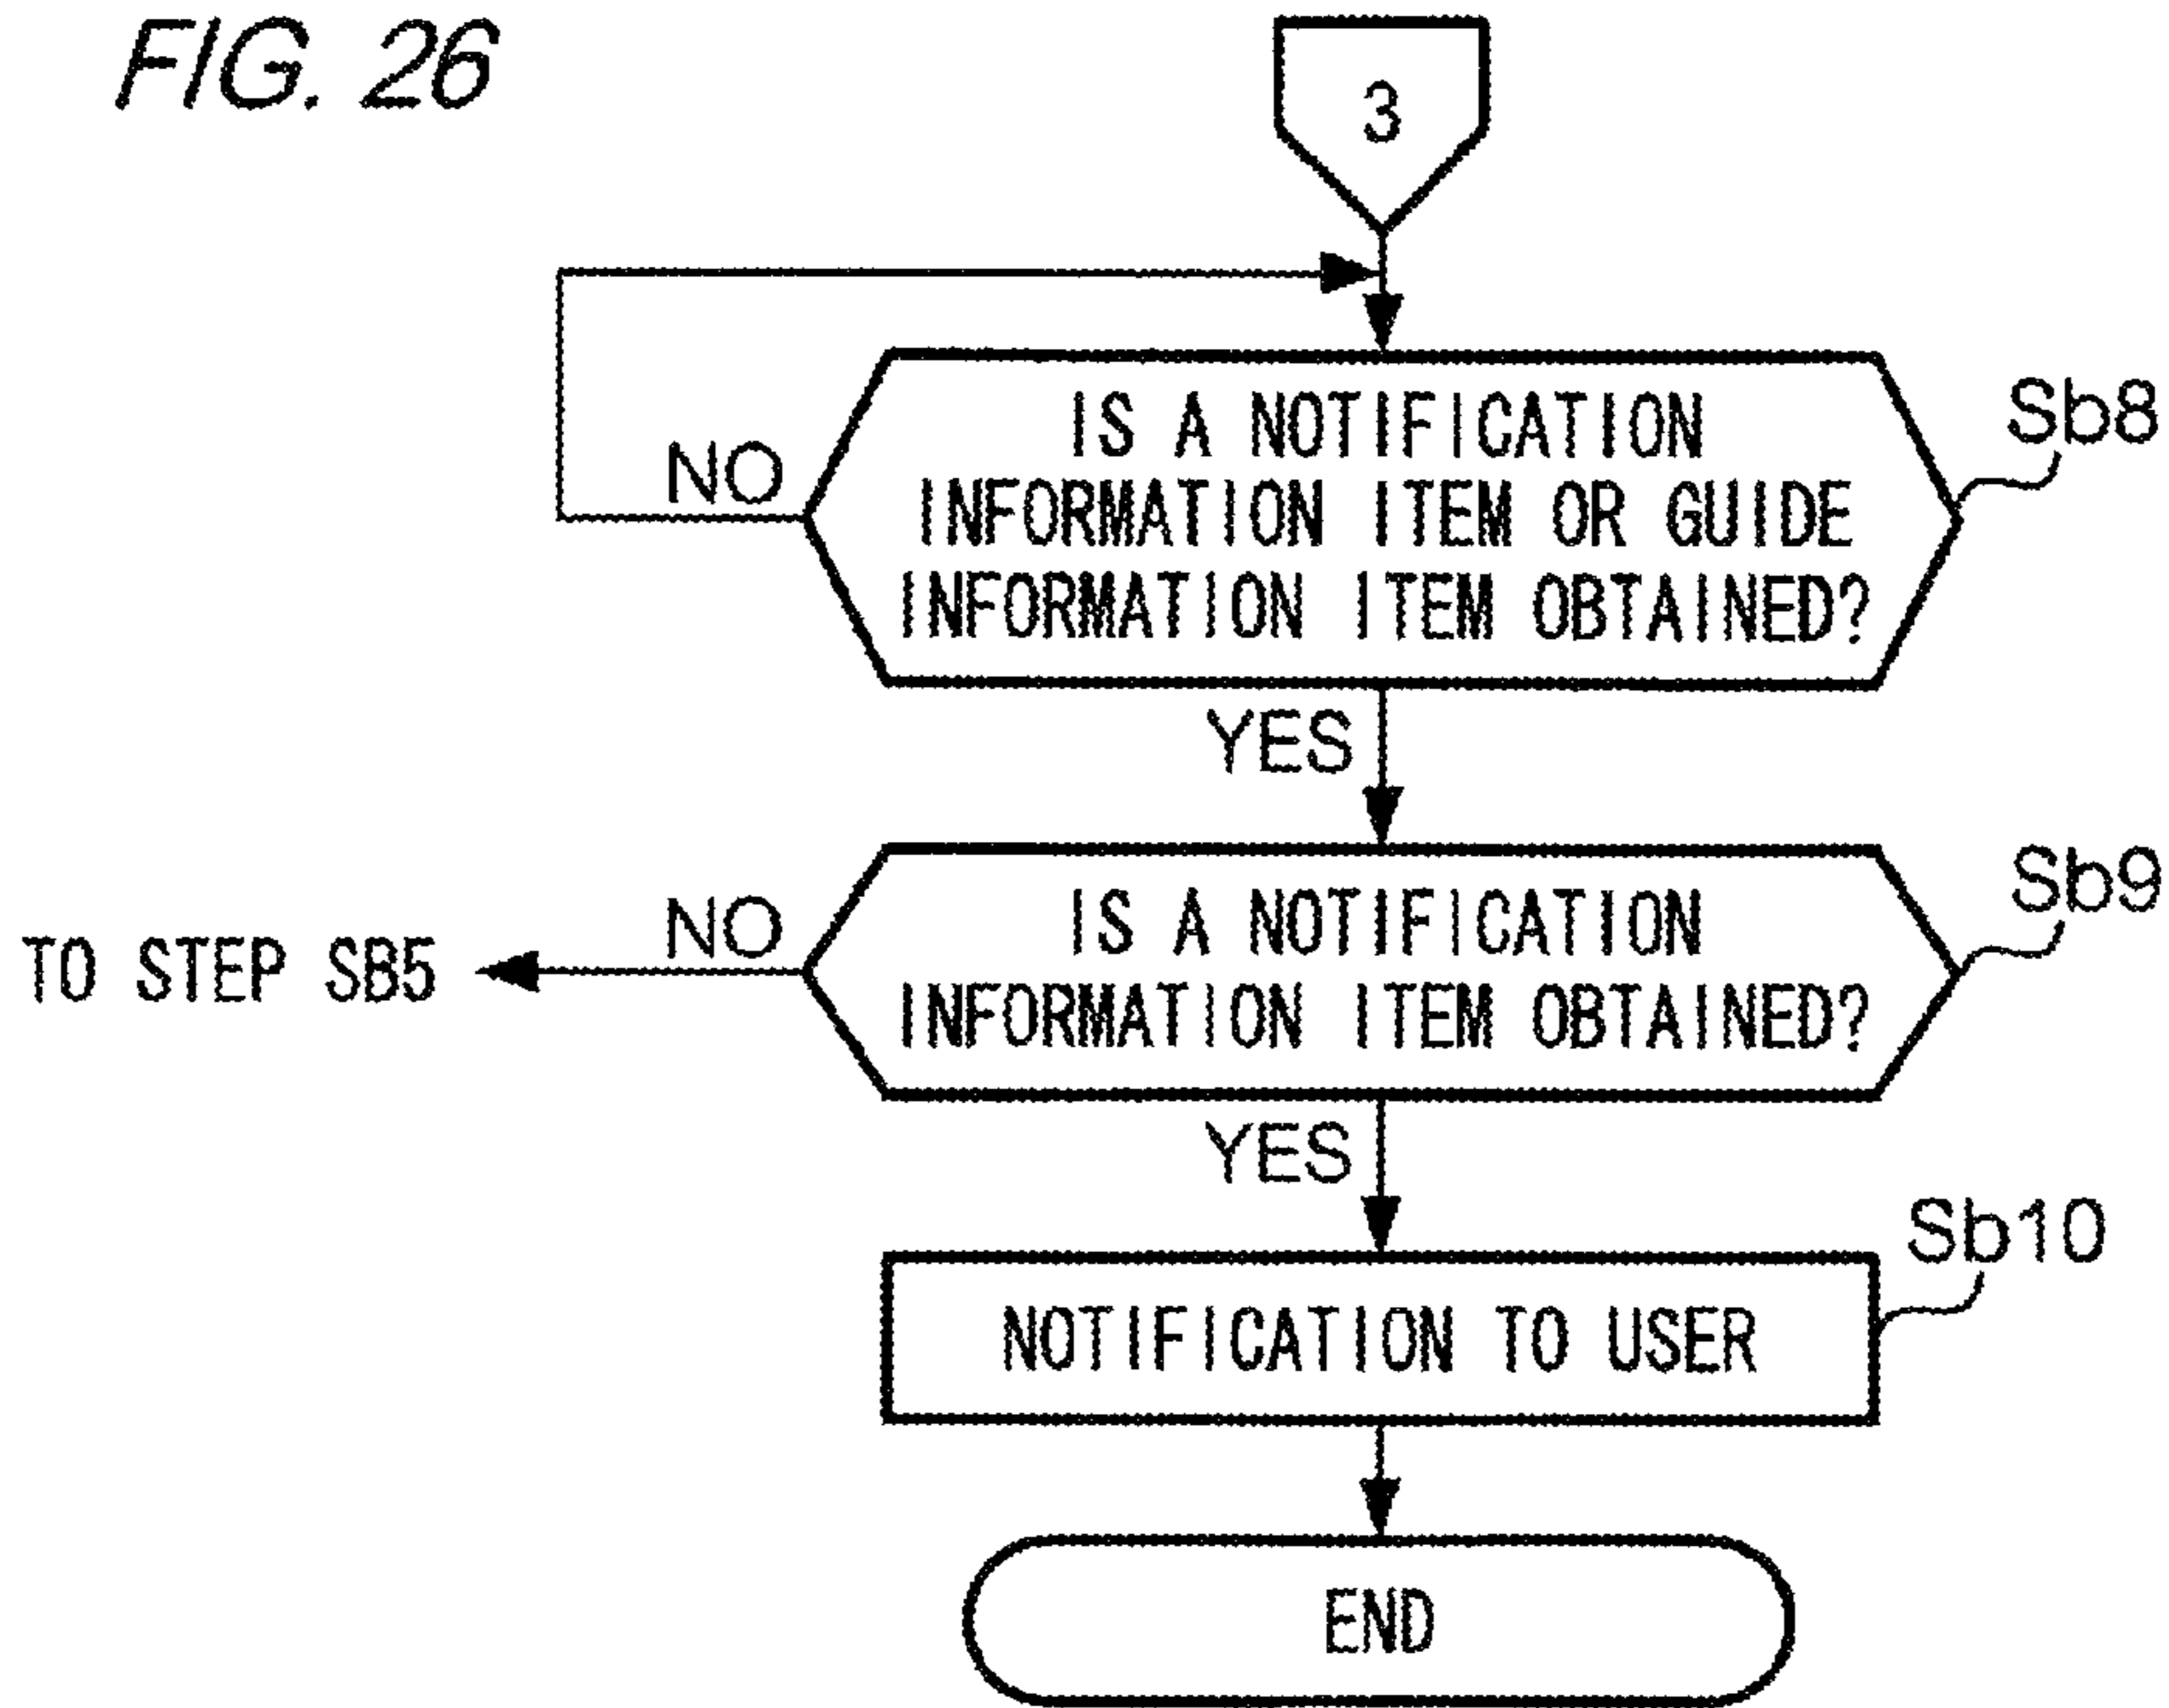 FIG. 26
3
IS A NOTIFICATION
INFORMATION ITEM OR GUIDE
INFORMATION ITEM OBTAINED?
Sb8
NO
YES
IS A NOTIFICATION
INFORMATION ITEM OBTAINED?
Sb9
NO
TO STEP SB5
YES
NOTIFICATION TO USER
Sb10
END